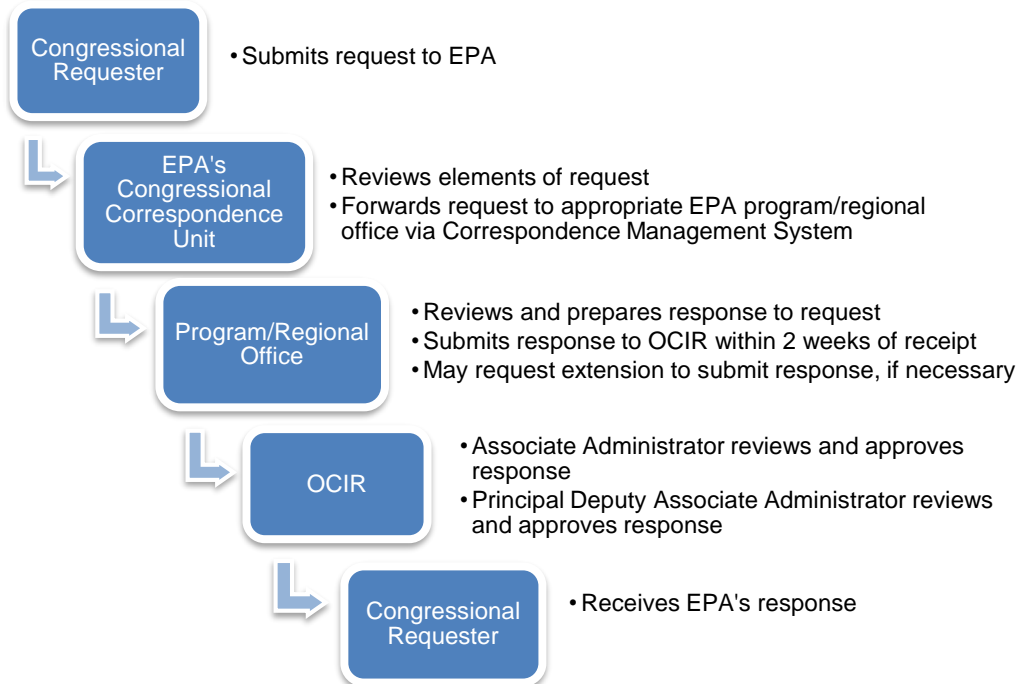 Congressional
Requester
• Submits request to EPA
EPA's
Congressional
Correspondence
Unit
• Reviews elements of request
• Forwards request to appropriate EPA program/regional
office via Correspondence Management System
Program/Regional
Office
• Reviews and prepares response to request
• Submits response to OCIR within 2 weeks of receipt
• May request extension to submit response, if necessary
OCIR
• Associate Administrator reviews and approves
response
• Principal Deputy Associate Administrator reviews
and approves response
Congressional
Requester
• Receives EPA's response